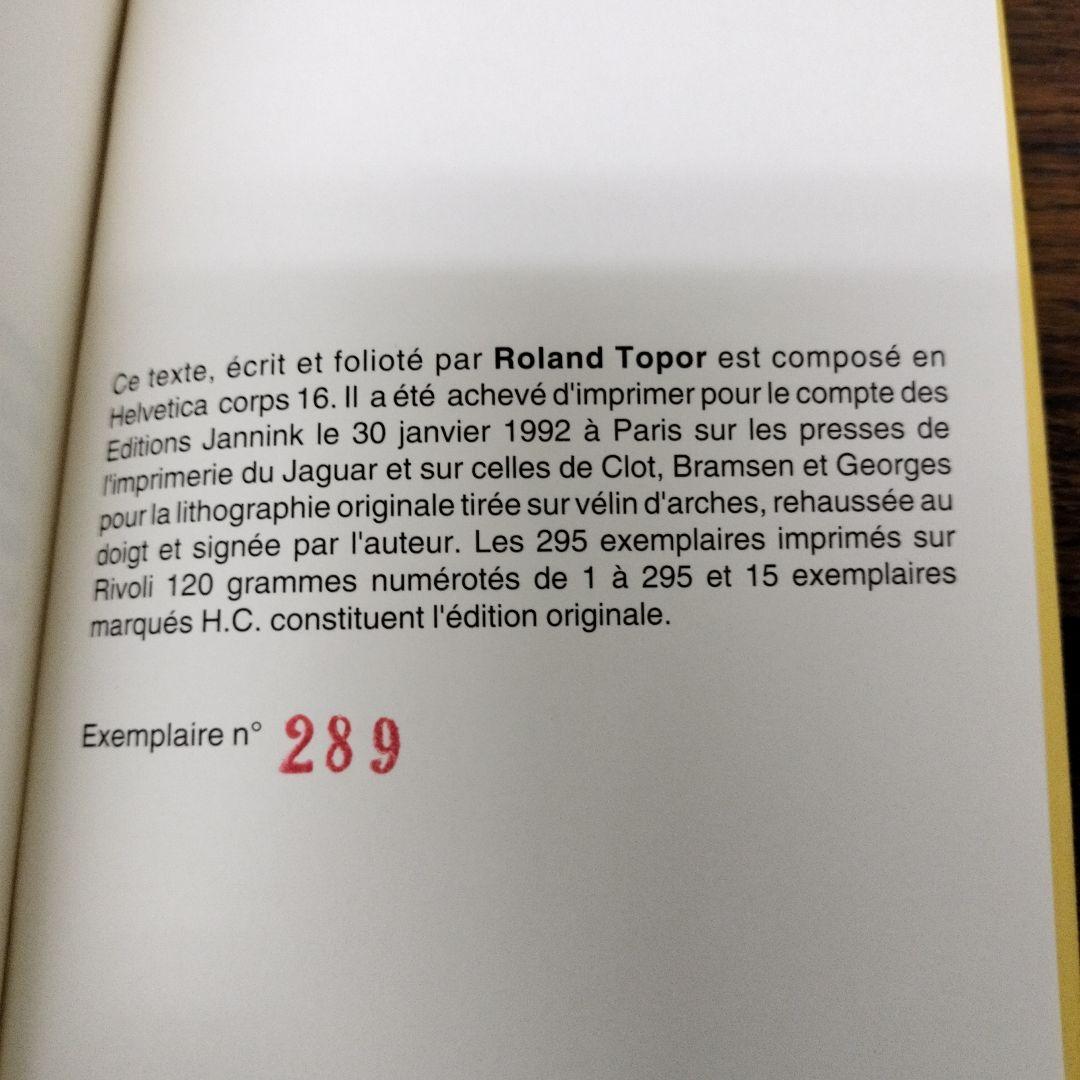 Ce texte, écrit et folioté par Roland Topor est composé en
Helvetica corps 16. Il a été achevé d'imprimer pour le compte des
Editions Jannink le 30 janvier 1992 à Paris sur les presses de
l'imprimerie du Jaguar et sur celles de Clot, Bramsen et Georges
pour la lithographie originale tirée sur vélin d'arches, rehaussée au
doigt et signée par l'auteur. Les 295 exemplaires imprimés sur
Rivoli 120 grammes numérotés de 1 à 295 et 15 exemplaires
marqués H.C. constituent l'édition originale.
Exemplaire n° 289